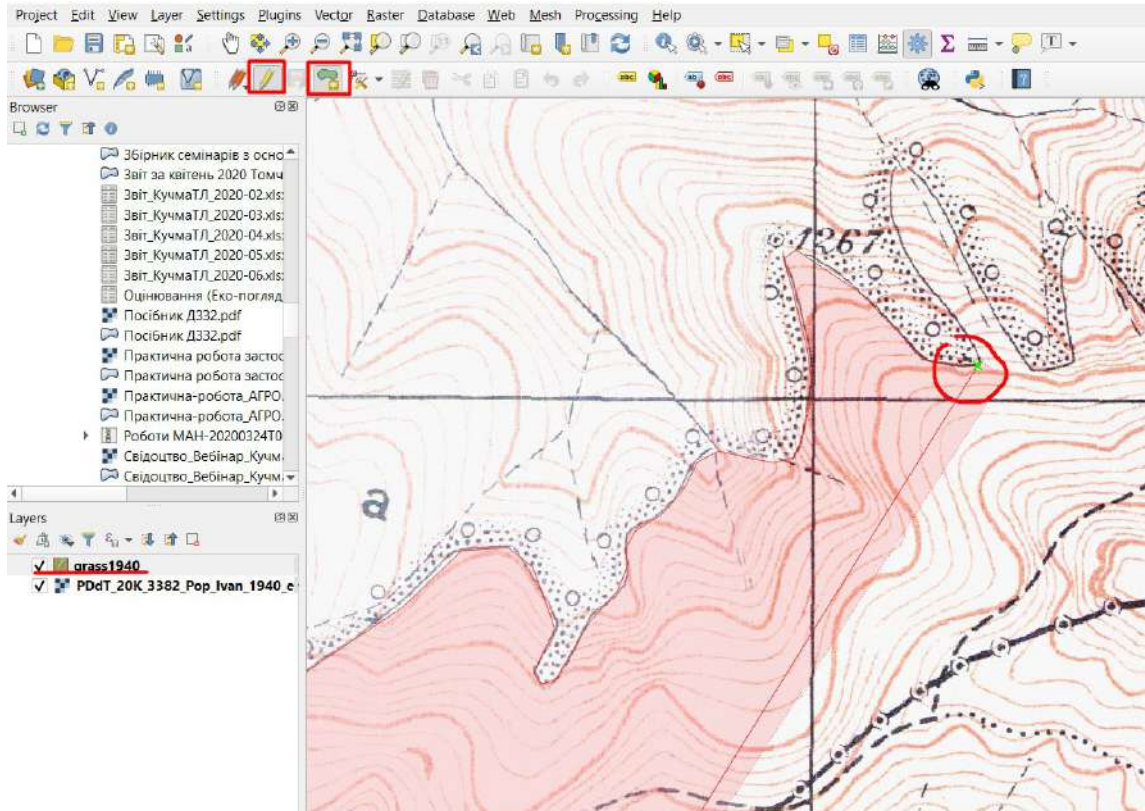 Project Edit View Layer Settings Plugins Vector Raster Database Web Mesh Processing Help
Browser
Збірник семінарів з осно
Звіт за квітень 2020 Томч
Звіт_КучмаТЛ_2020-02.xls:
Звіт_КучмаТЛ_2020-03.xls:
Звіт_КучмаТЛ_2020-04.xls:
Звіт_КучмаТЛ_2020-05.xls:
Звіт_КучмаТЛ_2020-06.xls:
Оцінювання (Еко-погляд
Посібник ДЗЗ2.pdf
Посібник ДЗЗ2.pdf
Практична робота застос
Практична робота застос
Практична-робота_АГРО.
Практична-робота_АГРО.
Роботи МАН-20200324T0
Свідоцтво_Вебінар_Кучм
Свідоцтво_Вебінар_Кучм
Layers
grass1940
PDdT_20K_3382_Pop_Ivan_1940_e
1267
a